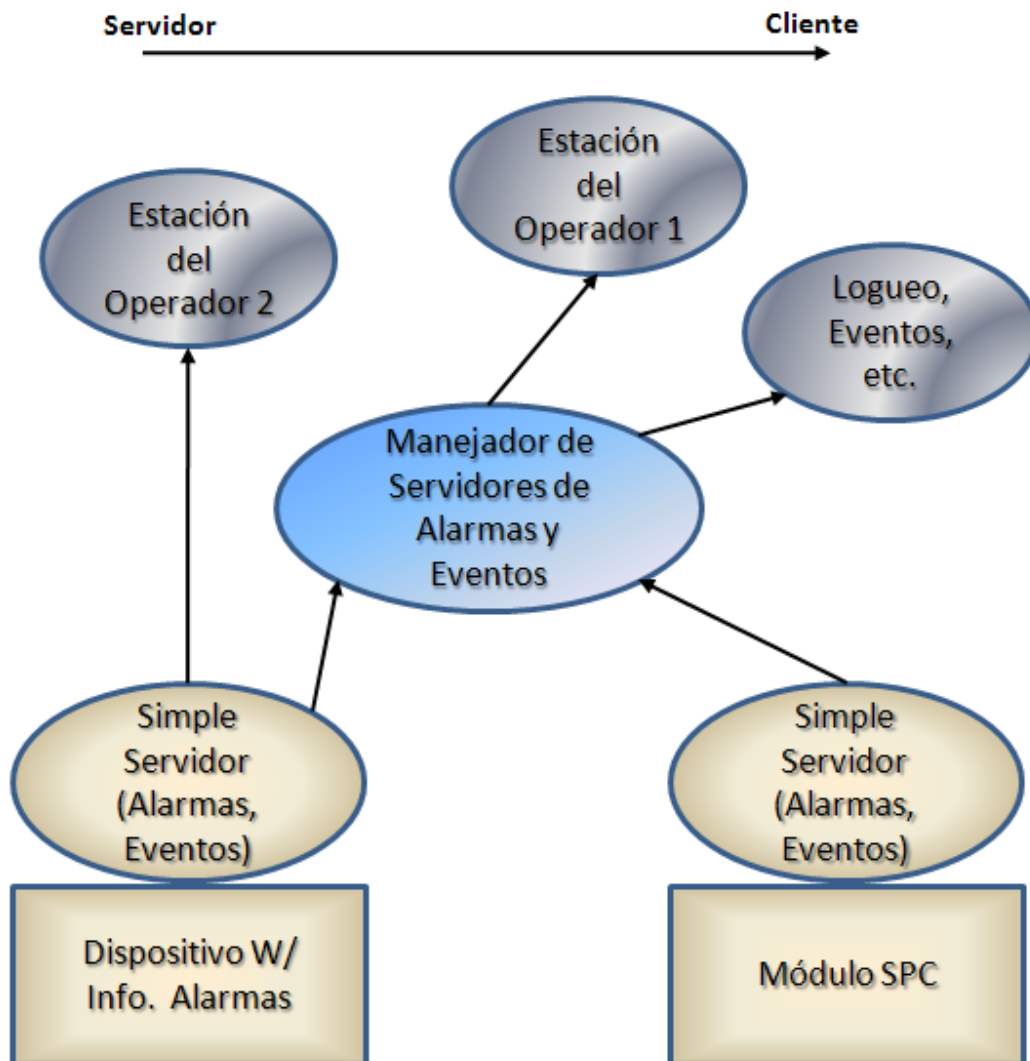 Servidor
Cliente
Estación
del
Operador 1
Estación
del
Operador 2
Logueo,
Eventos,
etc.
Manejador de
Servidores de
Alarmas y
Eventos
Simple
Servidor
(Alarmas,
Eventos)
Simple
Servidor
(Alarmas,
Eventos)
Dispositivo W/
Info. Alarmas
Módulo SPC